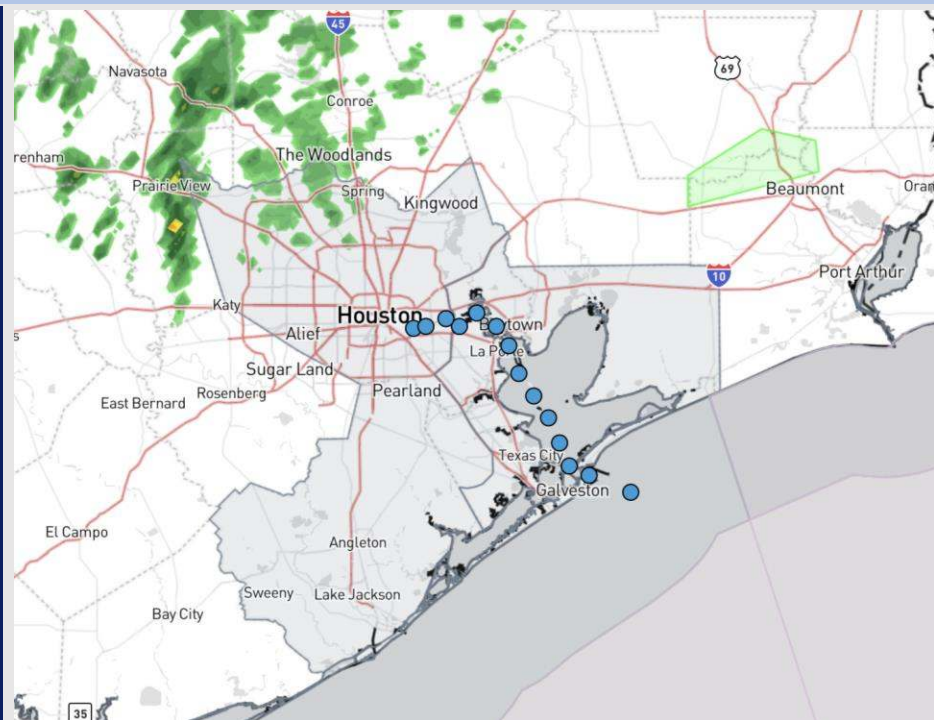 45
Navasota
69
Conroe
renham
The Woodlands
Prairie View
Spring
Beaumont
Kingwood
10
Port Arthur
Katy
Houston
Alief
La Porte
Sugar Land
Pearland
Rosenberg
East Bernard
Texas City
Galveston
El Campo
Angleton
Sweeny
Lake Jackson
Bay City
35